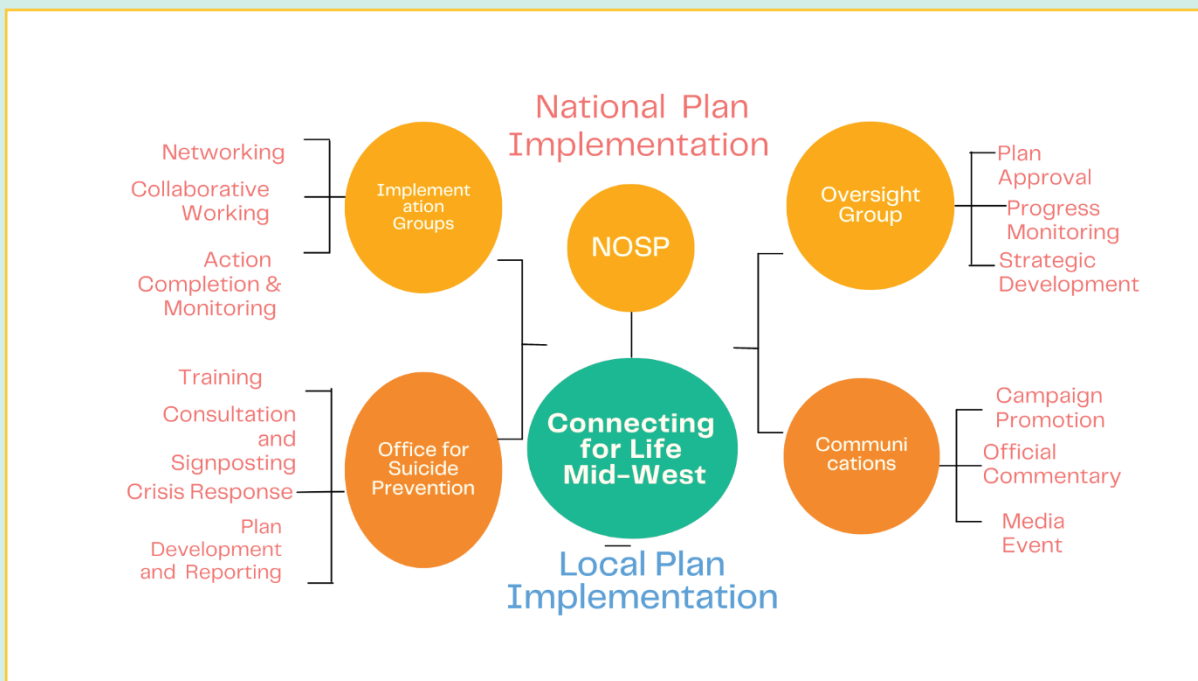 National Plan
Implementation
Networking
Collaborative
Working
Action
Completion &
Monitoring
Implement
ation
Groups
NOSP
Oversight
Group
Plan
Approval
Progress
Monitoring
Strategic
Development
Training
Consultation
and
Signposting
Crisis Response
Plan
Development
and Reporting
Office for
Suicide
Prevention
Connecting
for Life
Mid-West
Communi
cations
Campaign
Promotion
Official
Commentary
Media
Event
Local Plan
Implementation